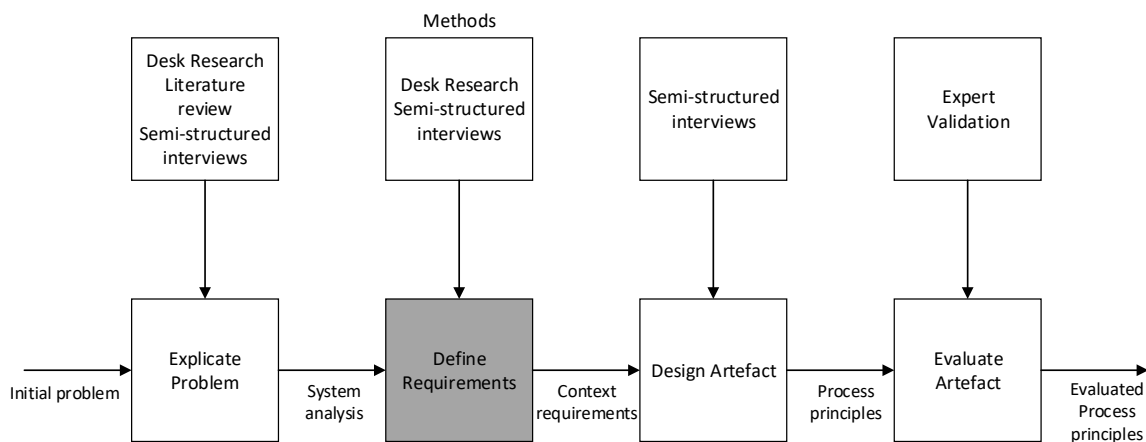 Methods
Desk Research
Literature
review
Semi-structured
interviews
Desk Research
Semi-structured
interviews
Semi-structured
interviews
Expert
Validation
Initial problem
Explicate
Problem
System
analysis
Define
Requirements
Context
requirements
Design Artefact
Process
principles
Evaluate
Artefact
Evaluated
Process
principles